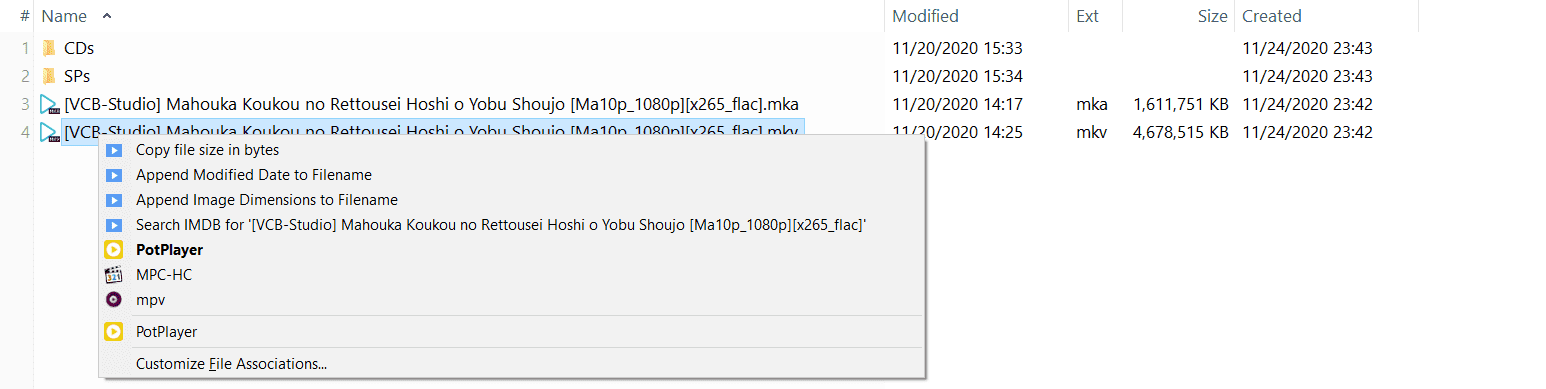 # Name Modified Ext Size Created
1 CDs 11/20/2020 15:33 11/24/2020 23:43
2 SPs 11/20/2020 15:34 11/24/2020 23:43
3 [VCB-Studio] Mahouka Koukou no Rettousei Hoshi o Yobu Shoujo [Ma10p_1080p][x265_flac].mka 11/20/2020 14:17 mka 1,611,751 KB 11/24/2020 23:42
4 [VCB-Studio] Mahouka Koukou no Rettousei Hoshi o Yobu Shoujo [Ma10p_1080p][x265_flac].mkv 11/20/2020 14:25 mkv 4,678,515 KB 11/24/2020 23:42
Copy file size in bytes
Append Modified Date to Filename
Append Image Dimensions to Filename
Search IMDB for '[VCB-Studio] Mahouka Koukou no Rettousei Hoshi o Yobu Shoujo [Ma10p_1080p][x265_flac]'
PotPlayer
MPC-HC
mpv
PotPlayer
Customize File Associations...